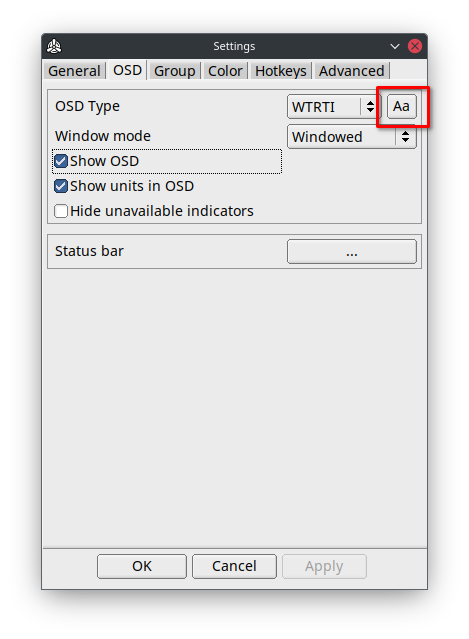 Settings
General OSD Group Color Hotkeys Advanced
OSD Type WTRTI Aa
Window mode Windowed
Show OSD
Show units in OSD
Hide unavailable indicators
Status bar ...
OK Cancel Apply